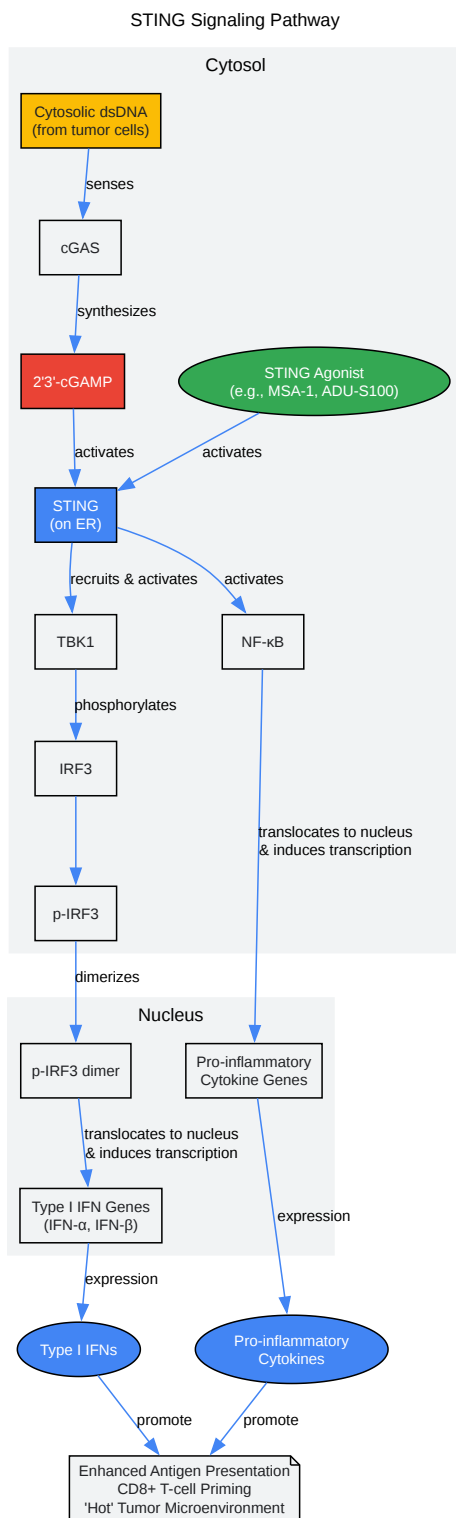 STING Signaling Pathway
Cytosol
Cytosolic dsDNA
(from tumor cells)
senses
cGAS
synthesizes
2'3'-cGAMP
STING Agonist
(e.g., MSA-1, ADU-S100)
activates
activates
STING
(on ER)
recruits & activates
activates
TBK1
NF-κB
phosphorylates
IRF3
translocates to nucleus
& induces transcription
p-IRF3
dimerizes
Nucleus
p-IRF3 dimer
Pro-inflammatory
Cytokine Genes
translocates to nucleus
& induces transcription
Type I IFN Genes
(IFN-α, IFN-β)
expression
expression
Type I IFNs
Pro-inflammatory
Cytokines
promote
promote
Enhanced Antigen Presentation
CD8+ T-cell Priming
'Hot' Tumor Microenvironment